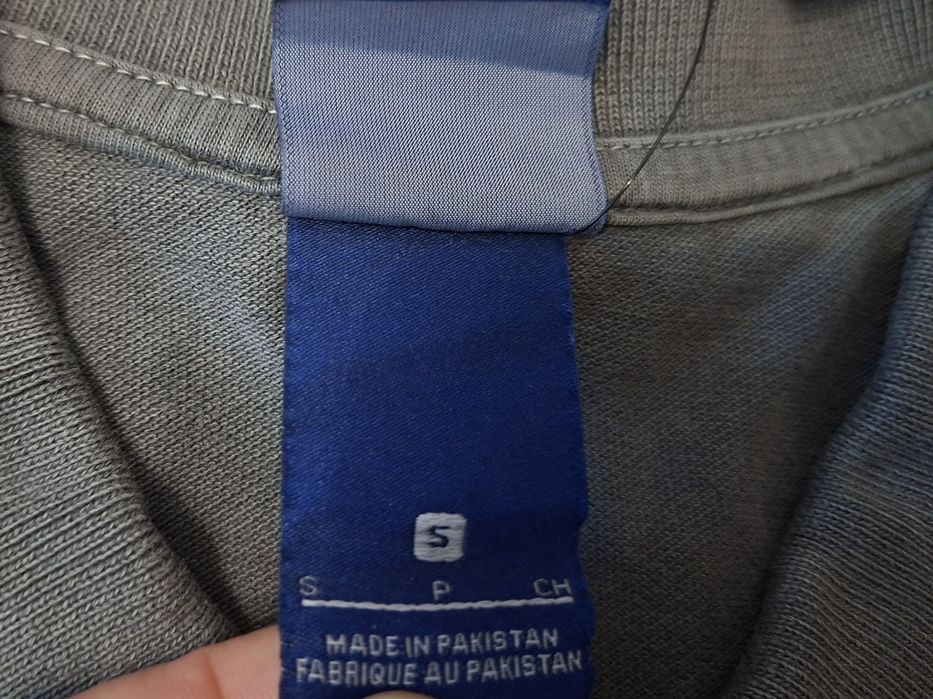 S
S P CH
MADE IN PAKISTAN
FABRIQUE AU PAKISTAN